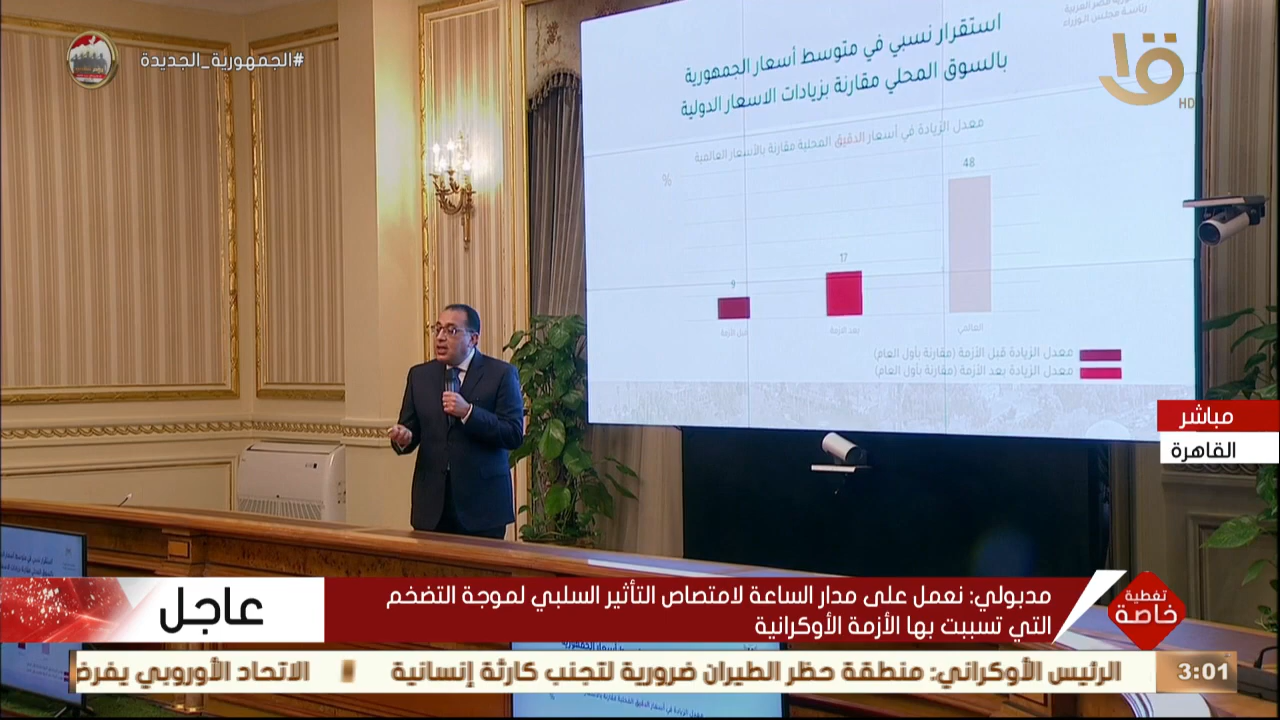 #الجمهورية_الجديدة
رئاسة مجلس الوزراء
HD
استقرار نسبي في متوسط أسعار الجمهورية
بالسوق المحلي مقارنة بزيادات الاسعار الدولية
معدل الزيادة في أسعار الدقيق المحلية مقارنة بالأسعار العالمية
%
48
17
9
قبل الأزمة
بعد الازمة
العالمي
معدل الزيادة قبل الأزمة (مقارنة بأول العام)
معدل الزيادة بعد الأزمة (مقارنة بأول العام)
مباشر
القاهرة
تغطية
خاصة
مدبولي: نعمل على مدار الساعة لامتصاص التأثير السلبي لموجة التضخم
التي تسببت بها الأزمة الأوكرانية
عاجل
3:01
الرئيس الأوكراني: منطقة حظر الطيران ضرورية لتجنب كارثة إنسانية
الاتحاد الأوروبي يفرض